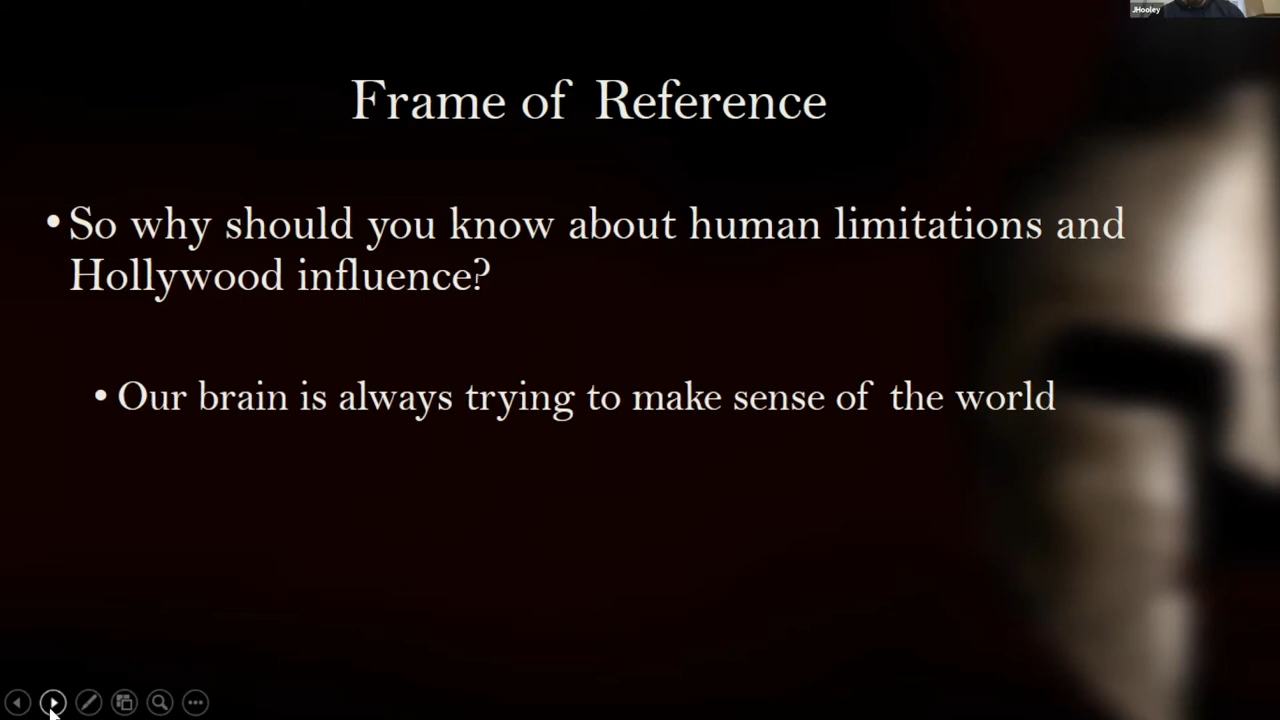 JHooley
Frame of Reference
• So why should you know about human limitations and
Hollywood influence?
• Our brain is always trying to make sense of the world